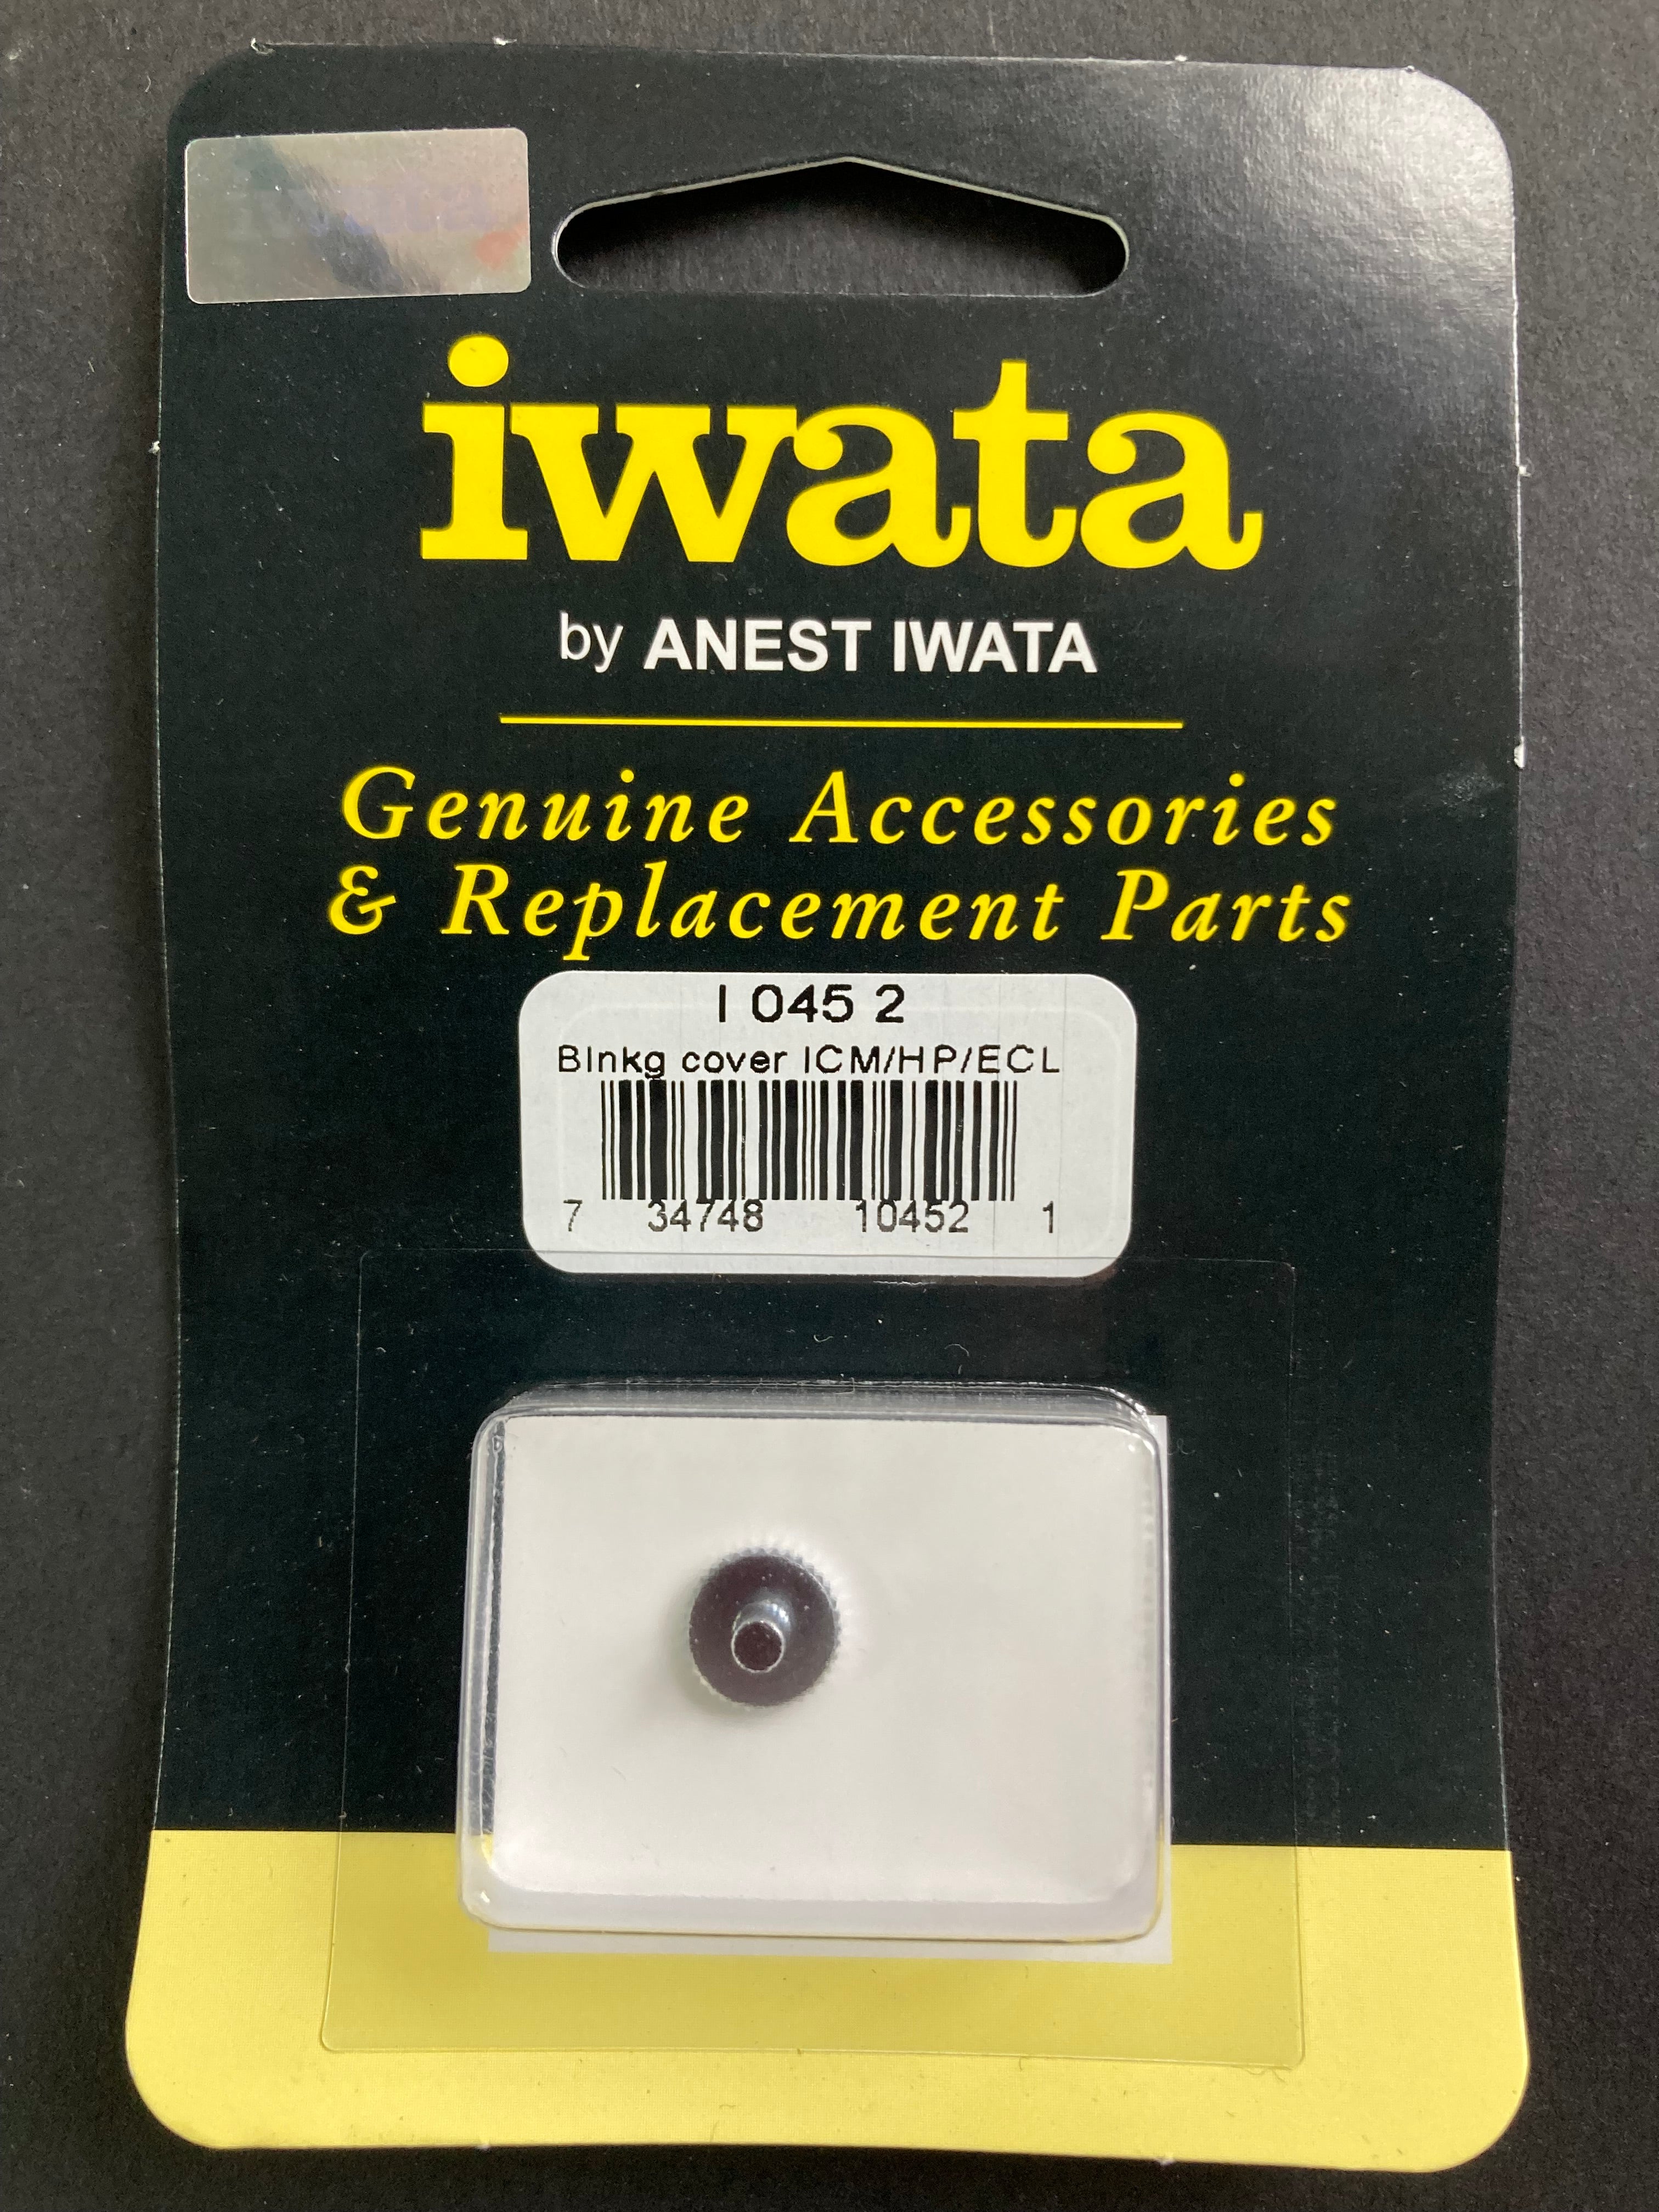 iwata
by ANEST IWATA
Genuine Accessories
& Replacement Parts
I 045 2
Blnkg cover ICM/HP/ECL
7 34748 10452 1